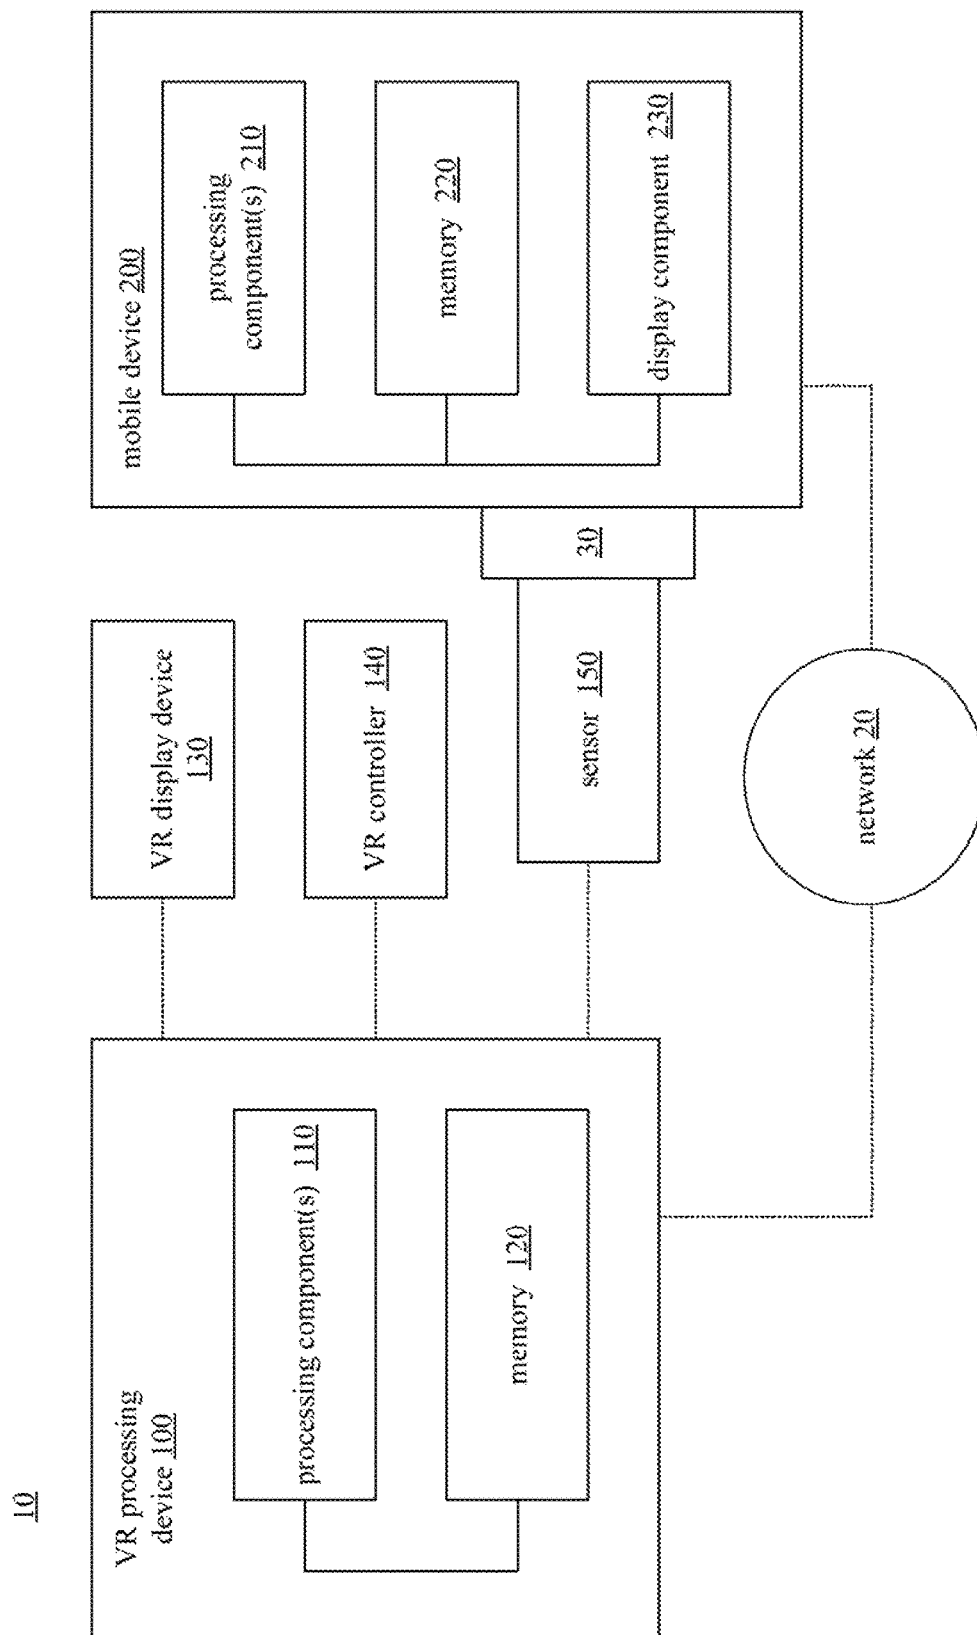 10
VR processing
device 100
processing component(s) 110
memory 120
VR display device
130
VR controller 140
sensor 150
30
mobile device 200
processing
component(s) 210
memory 220
display component 230
network 20